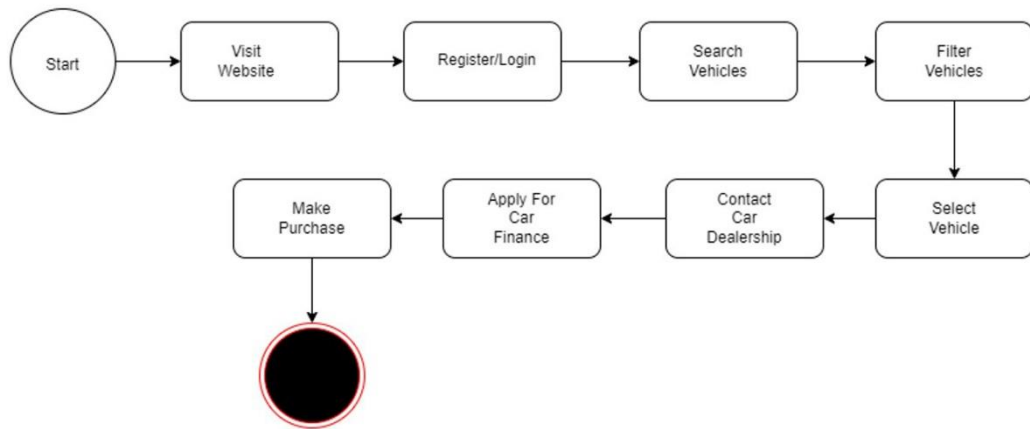 Start
Visit
Website
Register/Login
Search
Vehicles
Filter
Vehicles
Select
Vehicle
Contact
Car
Dealership
Apply For
Car
Finance
Make
Purchase